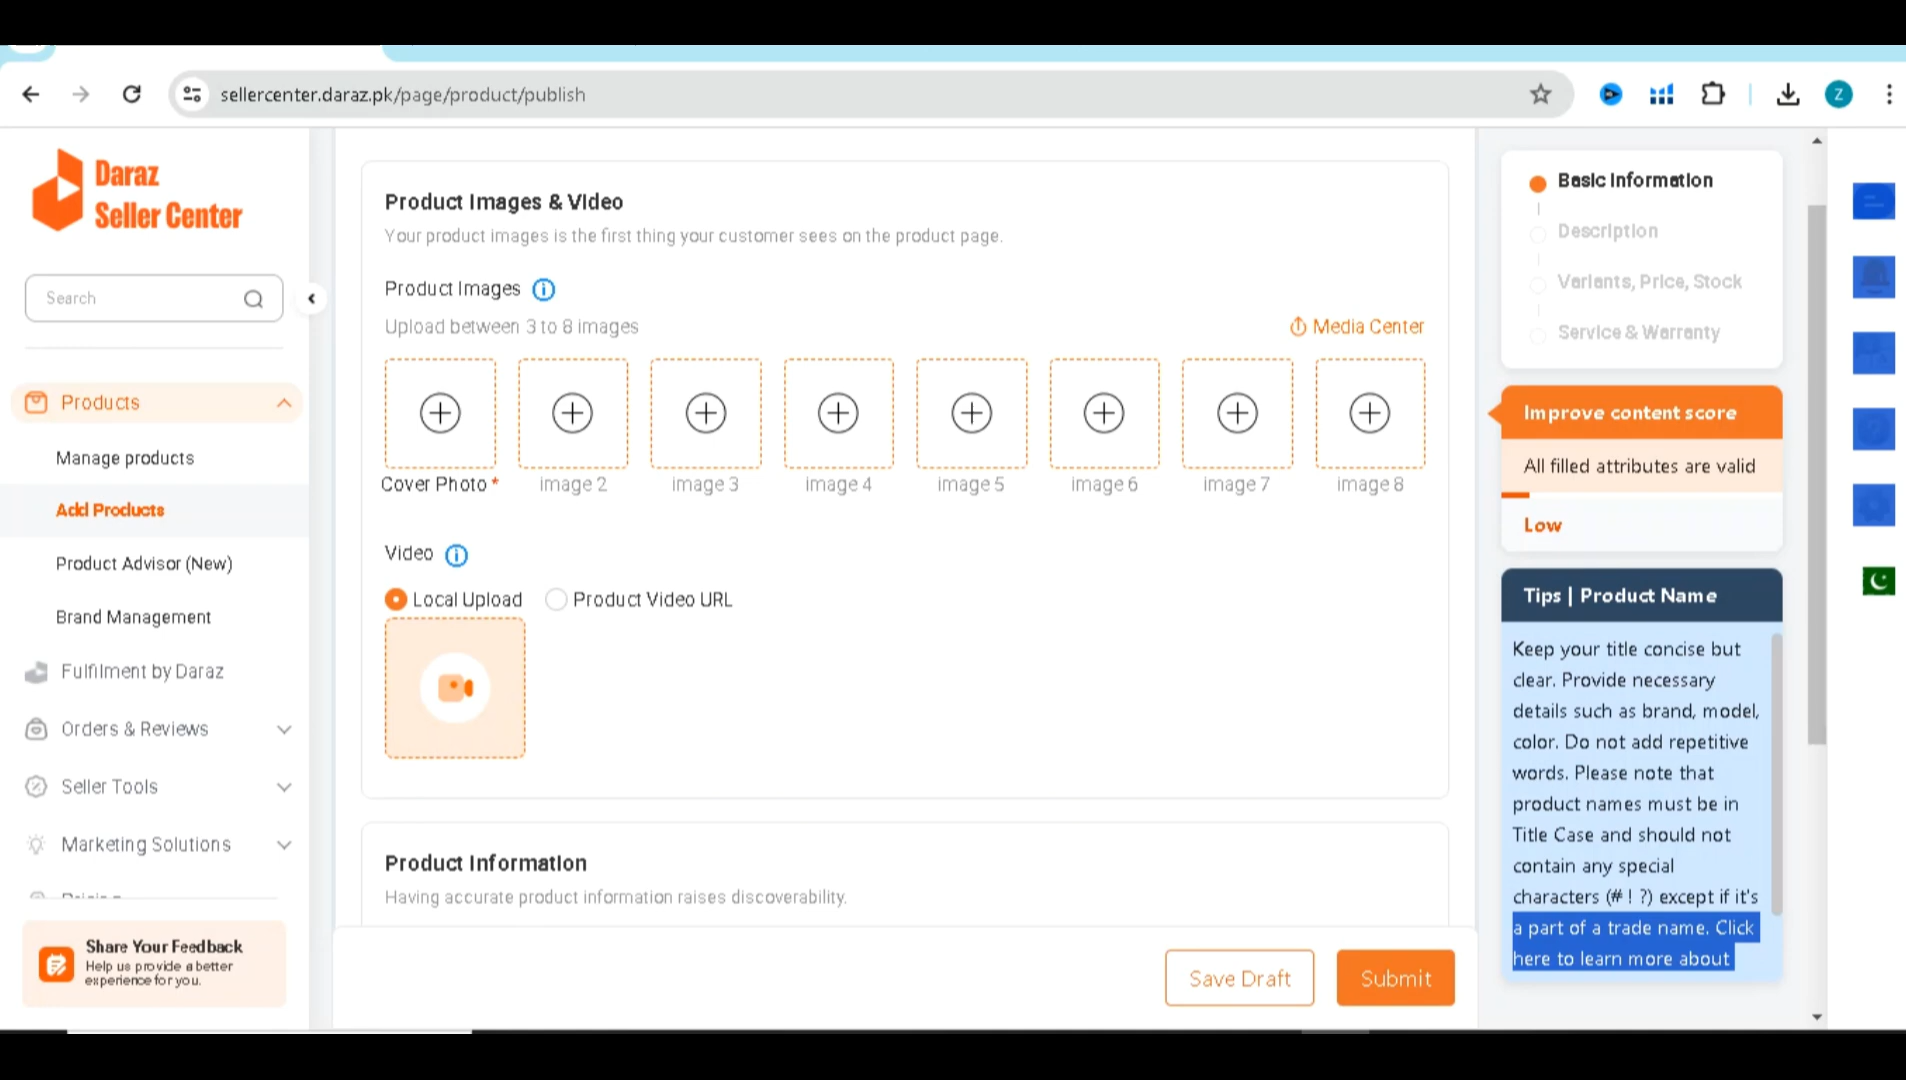 sellercenter.daraz.pk/page/product/publish
Z
Daraz
Seller Center
Search
Products
Manage products
Add Products
Product Advisor (New)
Brand Management
Fulfilment by Daraz
Orders & Reviews
Seller Tools
Marketing Solutions
Share Your Feedback
Help us provide a better
experience for you.
Product Images & Video
Your product images is the first thing your customer sees on the product page.
Product Images
Upload between 3 to 8 images
Media Center
Cover Photo *
image 2
image 3
image 4
image 5
image 6
image 7
image 8
Video
Local Upload
Product Video URL
Product Information
Having accurate product information raises discoverability.
Save Draft
Submit
Basic Information
Description
Variants, Price, Stock
Service & Warranty
Improve content score
All filled attributes are valid
Low
Tips | Product Name
Keep your title concise but
clear. Provide necessary
details such as brand, model,
color. Do not add repetitive
words. Please note that
product names must be in
Title Case and should not
contain any special
characters (# ! ?) except if it's
a part of a trade name. Click
here to learn more about